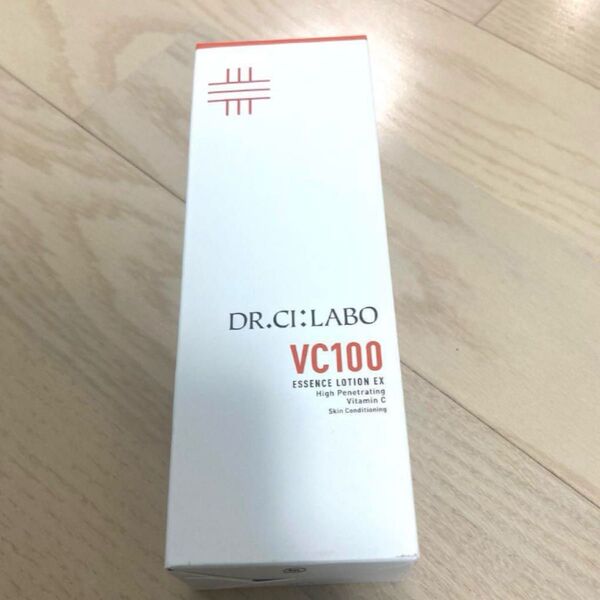 DR.CI:LABO
VC100
ESSENCE LOTION EX
High Penetrating
Vitamin C
Skin Conditioning